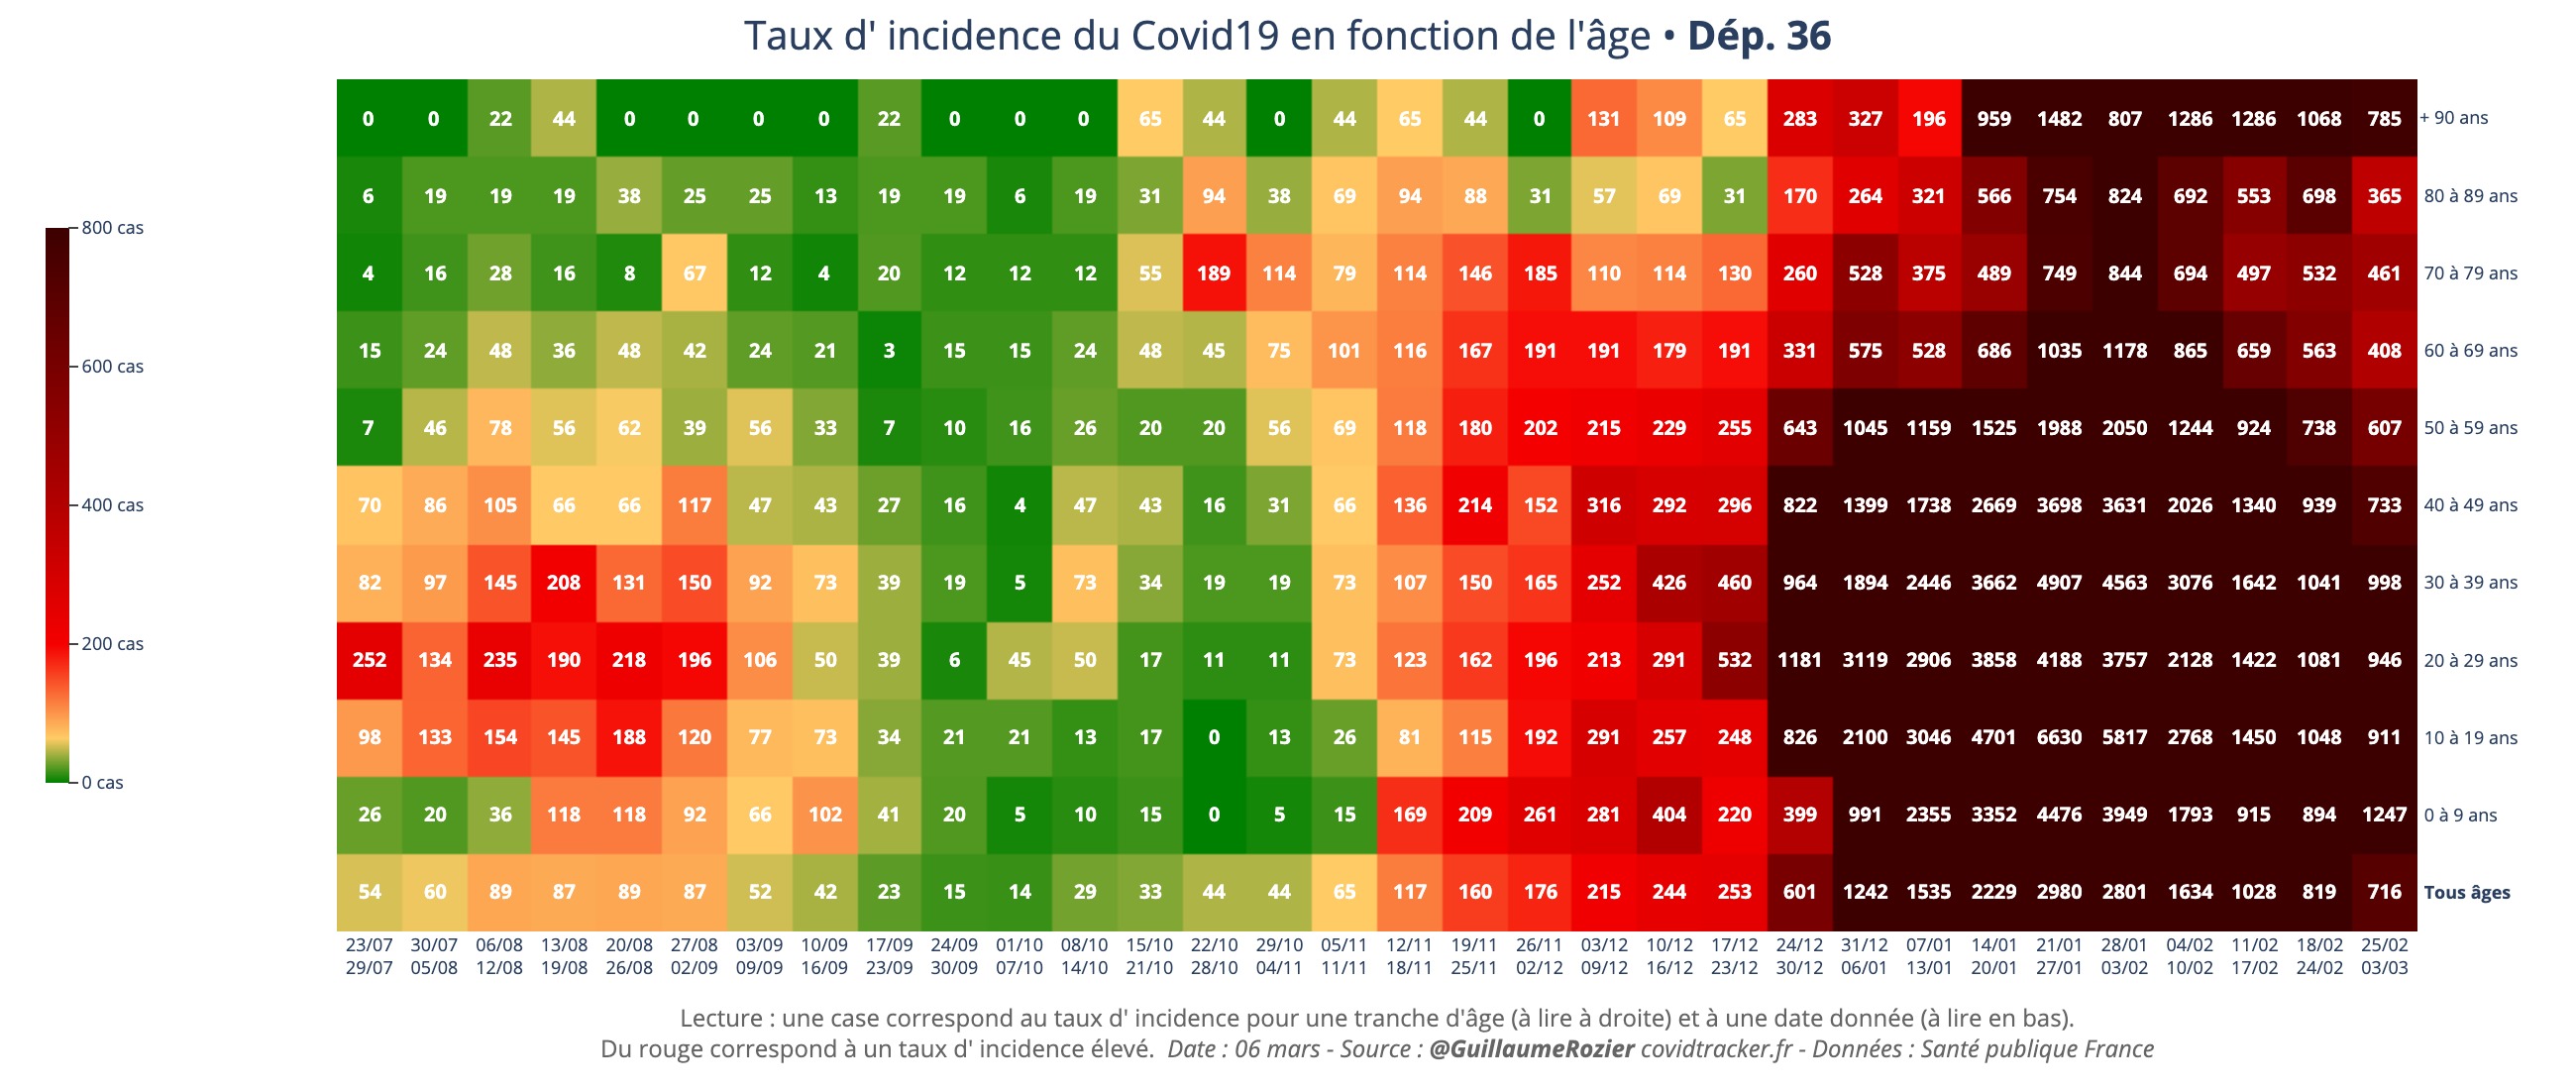 Taux d' incidence du Covid19 en fonction de l'âge • Dép. 36
800 cas
600 cas
400 cas
200 cas
0 cas
0 0 22 44 0 0 0 0 22 0 0 0 65 44 0 44 65 44 0 131 109 65 283 327 196 959 1482 807 1286 1286 1068 785 + 90 ans
6 19 19 19 38 25 25 13 19 19 6 19 31 94 38 69 94 88 31 57 69 31 170 264 321 566 754 824 692 553 698 365 80 à 89 ans
4 16 28 16 8 67 12 4 20 12 12 12 55 189 114 79 114 146 185 110 114 130 260 528 375 489 749 844 694 497 532 461 70 à 79 ans
15 24 48 36 48 42 24 21 3 15 15 24 48 45 75 101 116 167 191 191 179 191 331 575 528 686 1035 1178 865 659 563 408 60 à 69 ans
7 46 78 56 62 39 56 33 7 10 16 26 20 20 56 69 118 180 202 215 229 255 643 1045 1159 1525 1988 2050 1244 924 738 607 50 à 59 ans
70 86 105 66 66 117 47 43 27 16 4 47 43 16 31 66 136 214 152 316 292 296 822 1399 1738 2669 3698 3631 2026 1340 939 733 40 à 49 ans
82 97 145 208 131 150 92 73 39 19 5 73 34 19 19 73 107 150 165 252 426 460 964 1894 2446 3662 4907 4563 3076 1642 1041 998 30 à 39 ans
252 134 235 190 218 196 106 50 39 6 45 50 17 11 11 73 123 162 196 213 291 532 1181 3119 2906 3858 4188 3757 2128 1422 1081 946 20 à 29 ans
98 133 154 145 188 120 77 73 34 21 21 13 17 0 13 26 81 115 192 291 257 248 826 2100 3046 4701 6630 5817 2768 1450 1048 911 10 à 19 ans
26 20 36 118 118 92 66 102 41 20 5 10 15 0 5 15 169 209 261 281 404 220 399 991 2355 3352 4476 3949 1793 915 894 1247 0 à 9 ans
54 60 89 87 89 87 52 42 23 15 14 29 33 44 44 65 117 160 176 215 244 253 601 1242 1535 2229 2980 2801 1634 1028 819 716 Tous âges
23/07 30/07 06/08 13/08 20/08 27/08 03/09 10/09 17/09 24/09 01/10 08/10 15/10 22/10 29/10 05/11 12/11 19/11 26/11 03/12 10/12 17/12 24/12 31/12 07/01 14/01 21/01 28/01 04/02 11/02 18/02 25/02
29/07 05/08 12/08 19/08 26/08 02/09 09/09 16/09 23/09 30/09 07/10 14/10 21/10 28/10 04/11 11/11 18/11 25/11 02/12 09/12 16/12 23/12 30/12 06/01 13/01 20/01 27/01 03/02 10/02 17/02 24/02 03/03
Lecture : une case correspond au taux d' incidence pour une tranche d'âge (à lire à droite) et à une date donnée (à lire en bas).
Du rouge correspond à un taux d' incidence élevé. Date : 06 mars - Source : @GuillaumeRozier covidtracker.fr - Données : Santé publique France